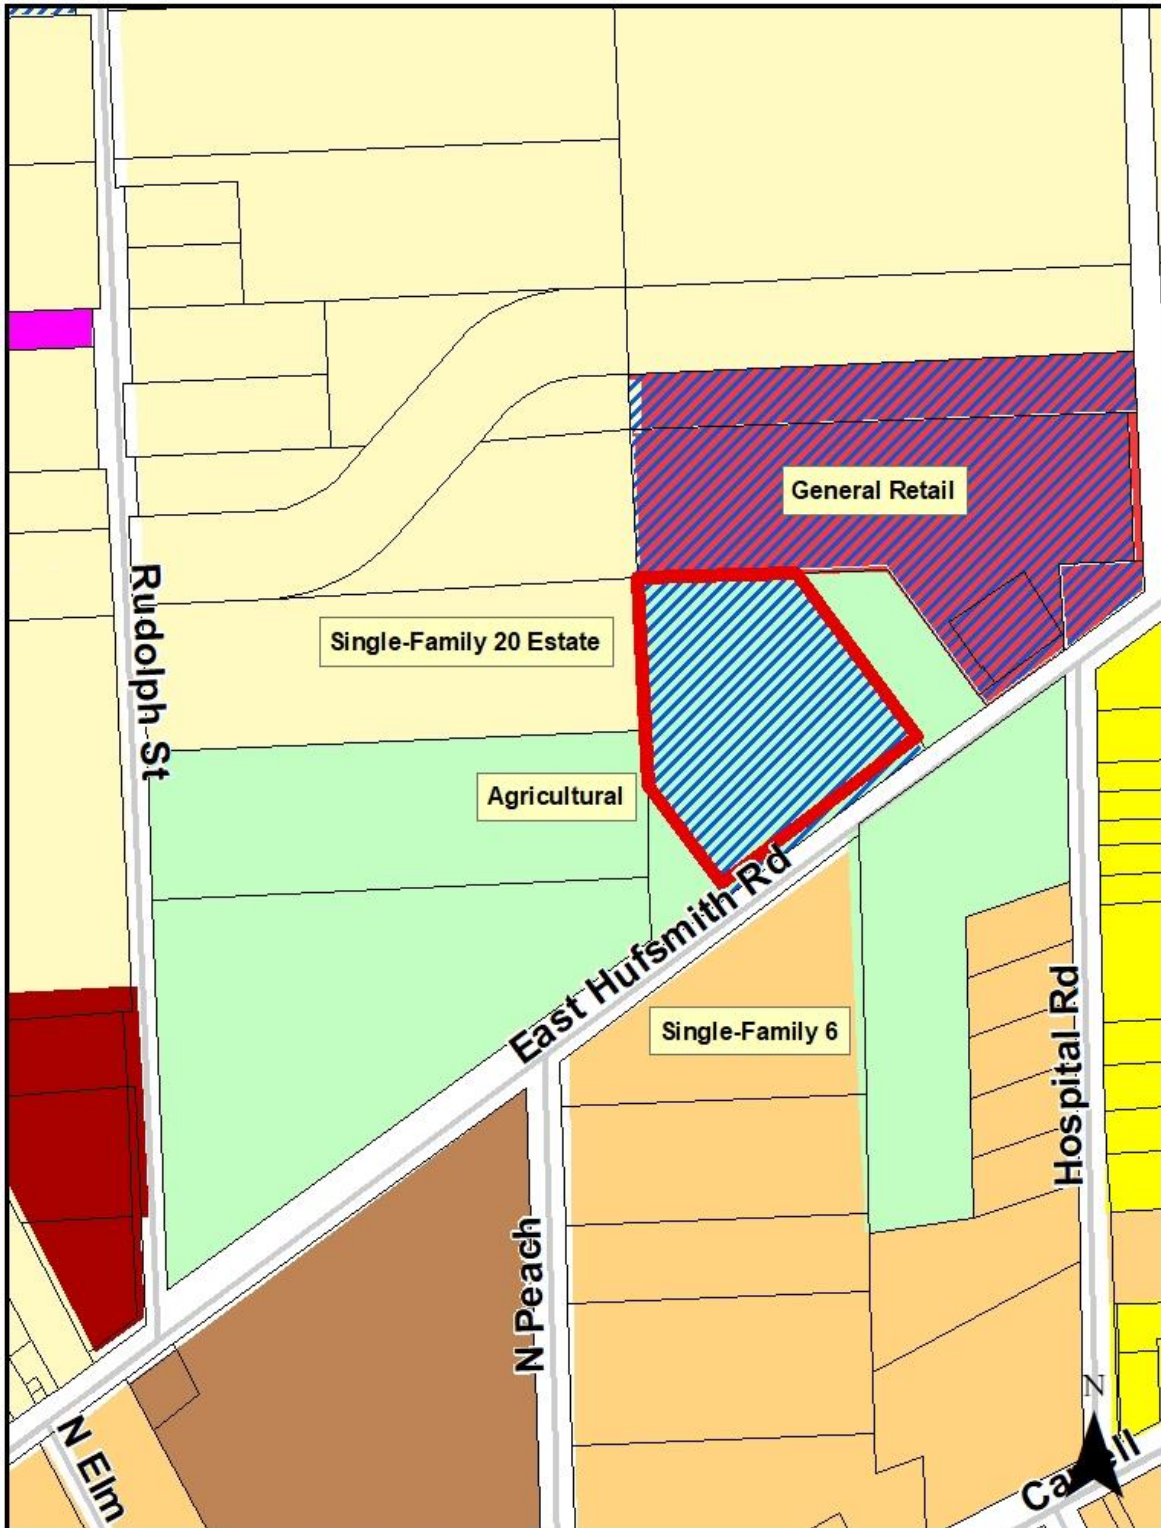 General Retail
Rudolph St
Single-Family 20 Estate
Agricultural
East Hufsmith Rd
Single-Family 6
Hospital Rd
N Peach
N
N Elm